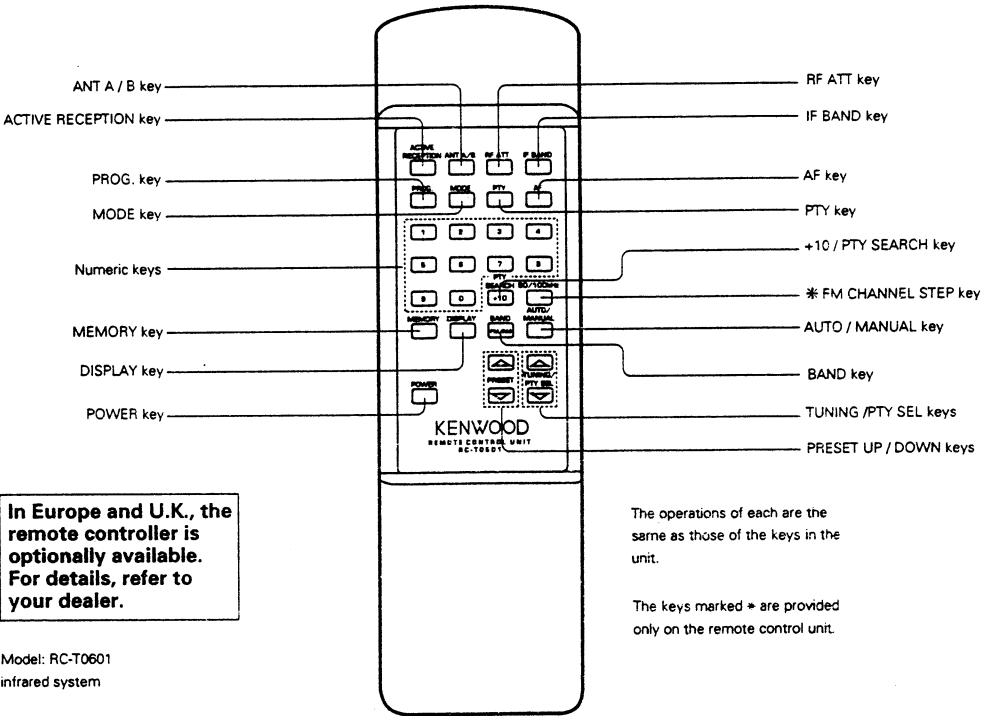 ANT A / B key
ACTIVE RECEPTION key
PROG. key
MODE key
Numeric keys
MEMORY key
DISPLAY key
POWER key
RF ATT key
IF BAND key
AF key
PTY key
+10 / PTY SEARCH key
✳ FM CHANNEL STEP key
AUTO / MANUAL key
BAND key
TUNING /PTY SEL keys
PRESET UP / DOWN keys
ACTIVE
RECEPTION ANT A/B RF ATT IF BAND
PROG. MODE PTY AF
1 2 3 4
5 6 7 8
PTY
SEARCH 50/100kHz
9 0 +10
AUTO/
MEMORY DISPLAY BAND MANUAL
PRESET TUNING/
PTY SEL
POWER
KENWOOD
REMOTE CONTROL UNIT
RC-T0601
In Europe and U.K., the
remote controller is
optionally available.
For details, refer to
your dealer.
Model: RC-T0601
infrared system
The operations of each are the
same as those of the keys in the
unit.
The keys marked * are provided
only on the remote control unit.